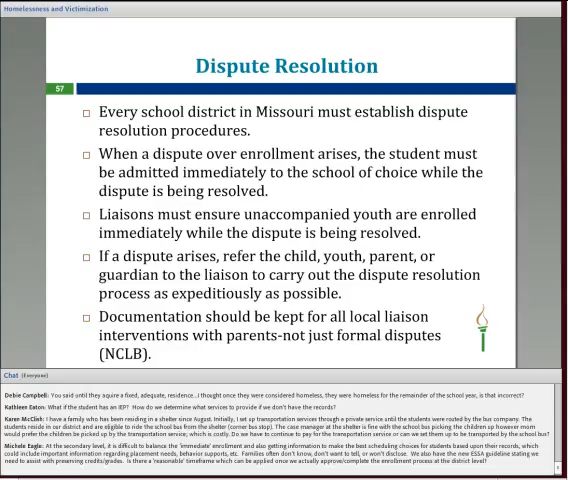 Homelessness and Victimization
Dispute Resolution
57
□ Every school district in Missouri must establish dispute
resolution procedures.
□ When a dispute over enrollment arises, the student must
be admitted immediately to the school of choice while the
dispute is being resolved.
□ Liaisons must ensure unaccompanied youth are enrolled
immediately while the dispute is being resolved.
□ If a dispute arises, refer the child, youth, parent, or
guardian to the liaison to carry out the dispute resolution
process as expeditiously as possible.
□ Documentation should be kept for all local liaison
interventions with parents-not just formal disputes
(NCLB).
Chat (Everyone)
Debie Campbell: You said until they aquire a fixed, adequate, residence...I thought once they were considered homeless, they were homeless for the remainder of the school year, is that incorrect?
Kathleen Eaton: What if the student has an IEP? How do we determine what services to provide if we don't have the records?
Karen McClish: I have a family who has been residing in a shelter since August. Initially, I set up transportation services through a private service until the students were routed by the bus company. The
students reside in our district and are eligible to ride the school bus from the shelter (corner bus stop). The case manager at the shelter is fine with the school bus picking the children up however mom
would prefer the children be picked up by the transportation service, which is costly. Do we have to continue to pay for the transportation service or can we set them up to be transported by the school bus?
Michele Eagle: At the secondary level, it is difficult to balance the 'immediate' enrollment and also getting information to make the best scheduling choices for students based upon their records, which
could include important information regarding placement needs, behavior supports, etc. Families often don't know, don't want to tell, or won't disclose. We also have the new ESSA guideline stating we
need to assist with presenting credits/grades. Is there a 'reasonable' timeframe which can be applied once we actually approve/complete the enrollment process at the district level?